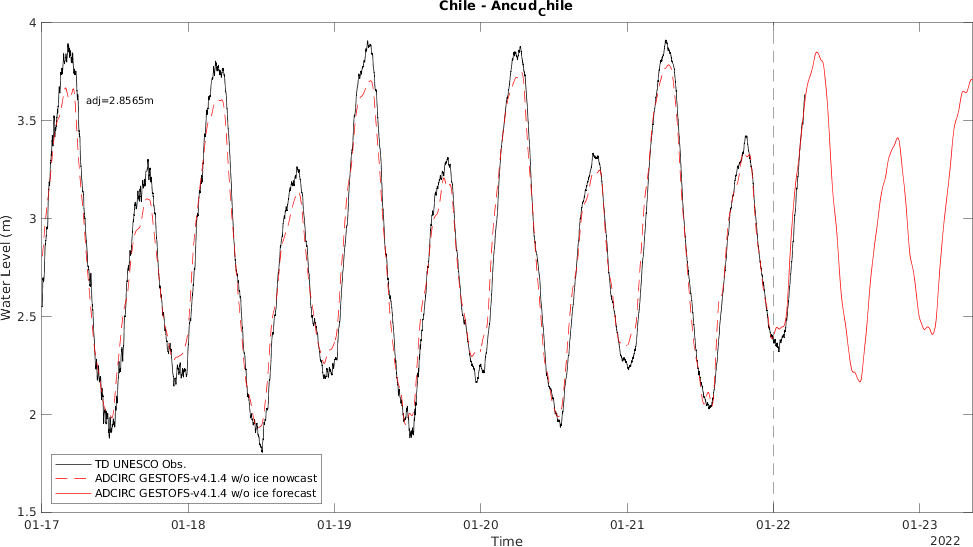 Chile - Ancud_Chile
4
3.5
3
2.5
2
1.5
Water Level (m)
adj=2.8565m
TD UNESCO Obs.
ADCIRC GESTOFS-v4.1.4 w/o ice nowcast
ADCIRC GESTOFS-v4.1.4 w/o ice forecast
01-17 01-18 01-19 01-20 01-21 01-22 01-23
Time
2022